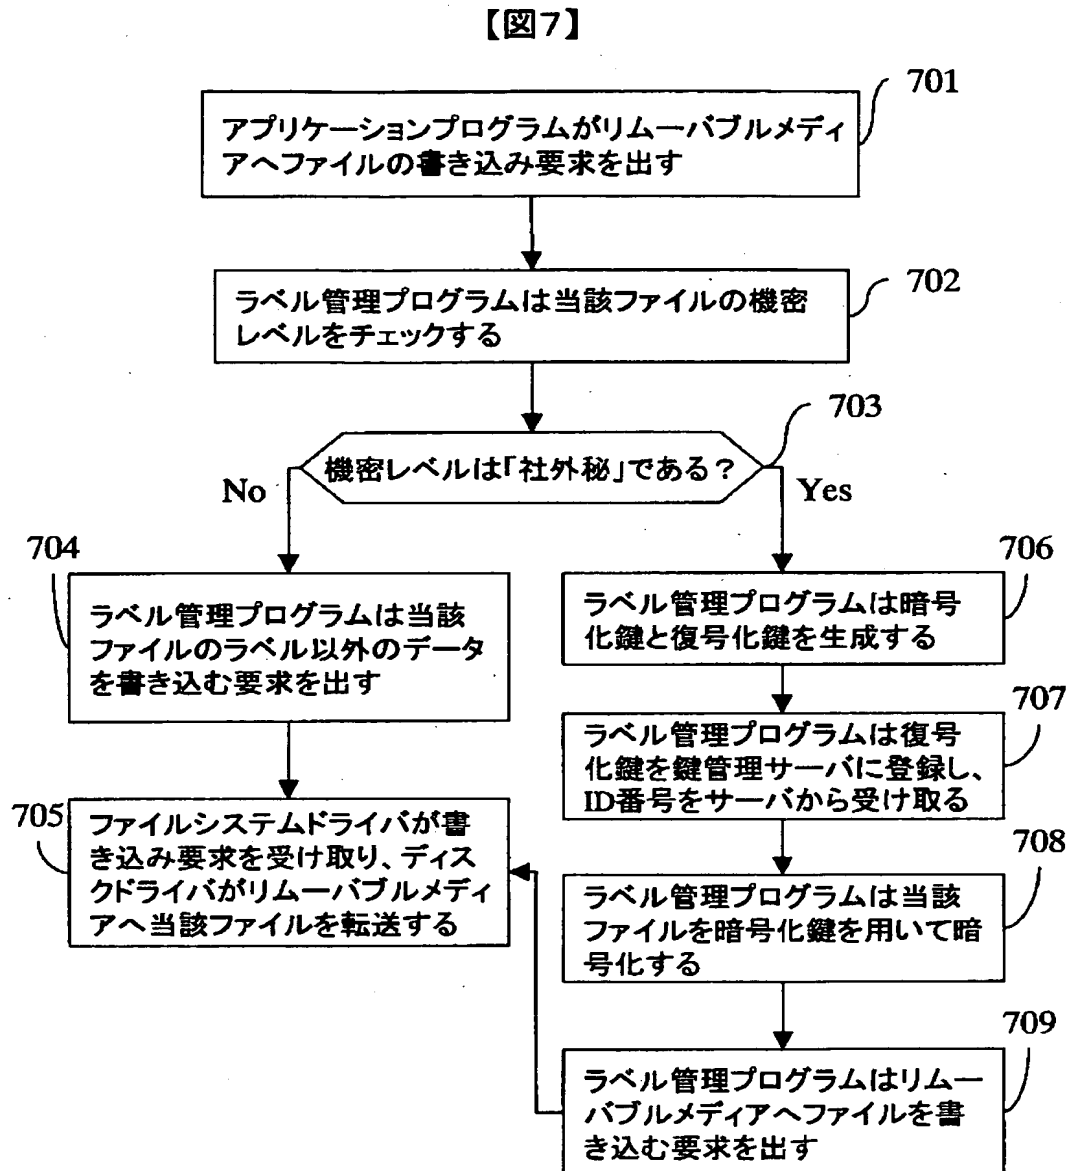 【図7】
701
アプリケーションプログラムがリムーバブルメディ
アへファイルの書き込み要求を出す
702
ラベル管理プログラムは当該ファイルの機密
レベルをチェックする
703
機密レベルは「社外秘」である？
No
Yes
704
ラベル管理プログラムは当該
ファイルのラベル以外のデータ
を書き込む要求を出す
705
ファイルシステムドライバが書
き込み要求を受け取り、ディス
クドライバがリムーバブルメディ
アへ当該ファイルを転送する
706
ラベル管理プログラムは暗号
化鍵と復号化鍵を生成する
707
ラベル管理プログラムは復号
化鍵を鍵管理サーバに登録し、
ID番号をサーバから受け取る
708
ラベル管理プログラムは当該
ファイルを暗号化鍵を用いて暗
号化する
709
ラベル管理プログラムはリムー
バブルメディアへファイルを書
き込む要求を出す